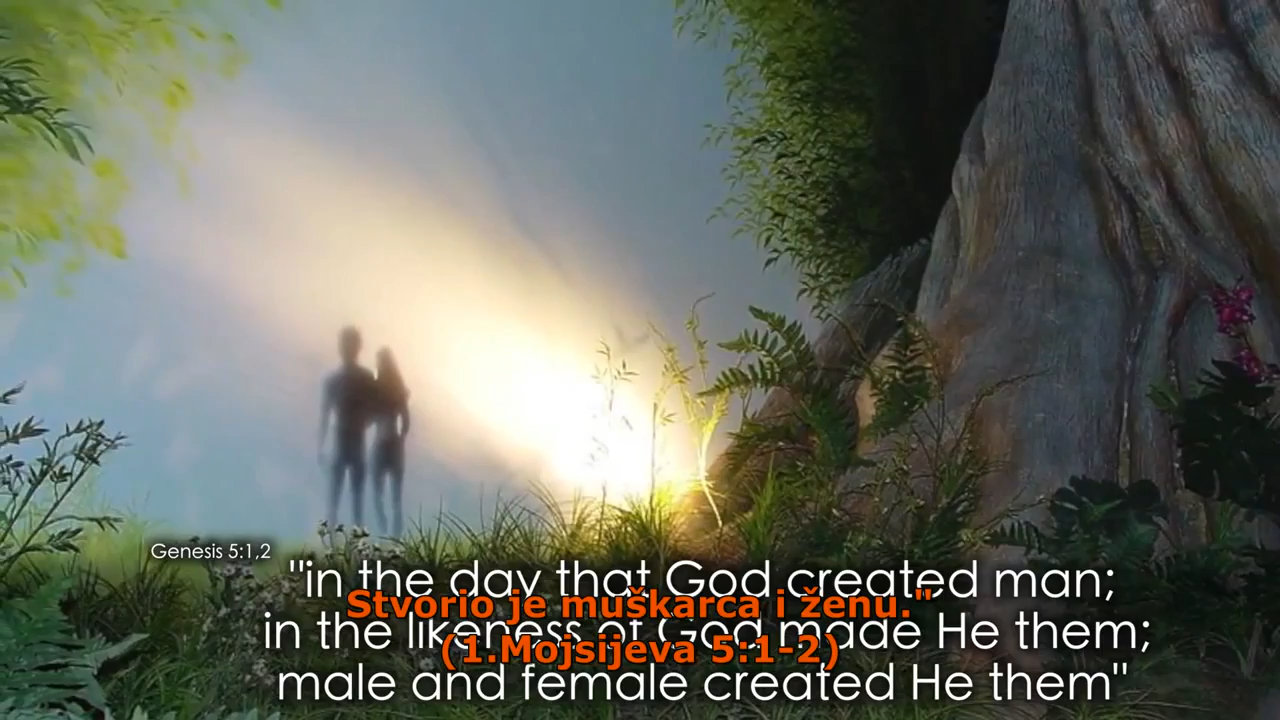 Genesis 5:1,2
"in the day that God created man;
Stvorio je muškarca i ženu."
in the likeness of God made He them;
(1.Mojsijeva 5:1-2)
male and female created He them"